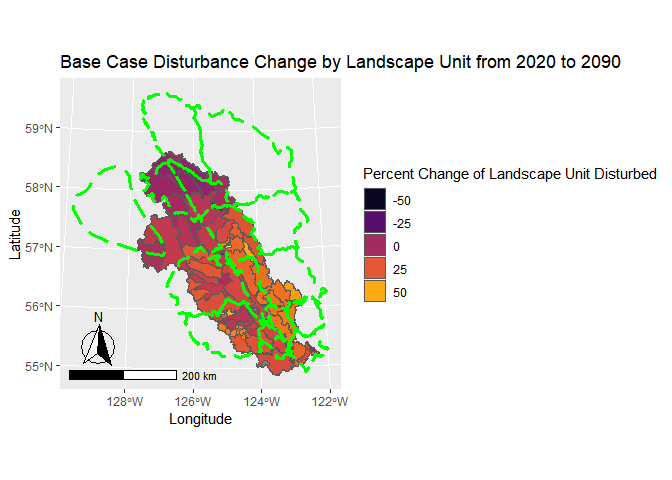 Base Case Disturbance Change by Landscape Unit from 2020 to 2090
59°N
58°N
57°N
56°N
55°N
Latitude
N
200 km
128°W
126°W
124°W
122°W
Longitude
Percent Change of Landscape Unit Disturbed
-50
-25
0
25
50